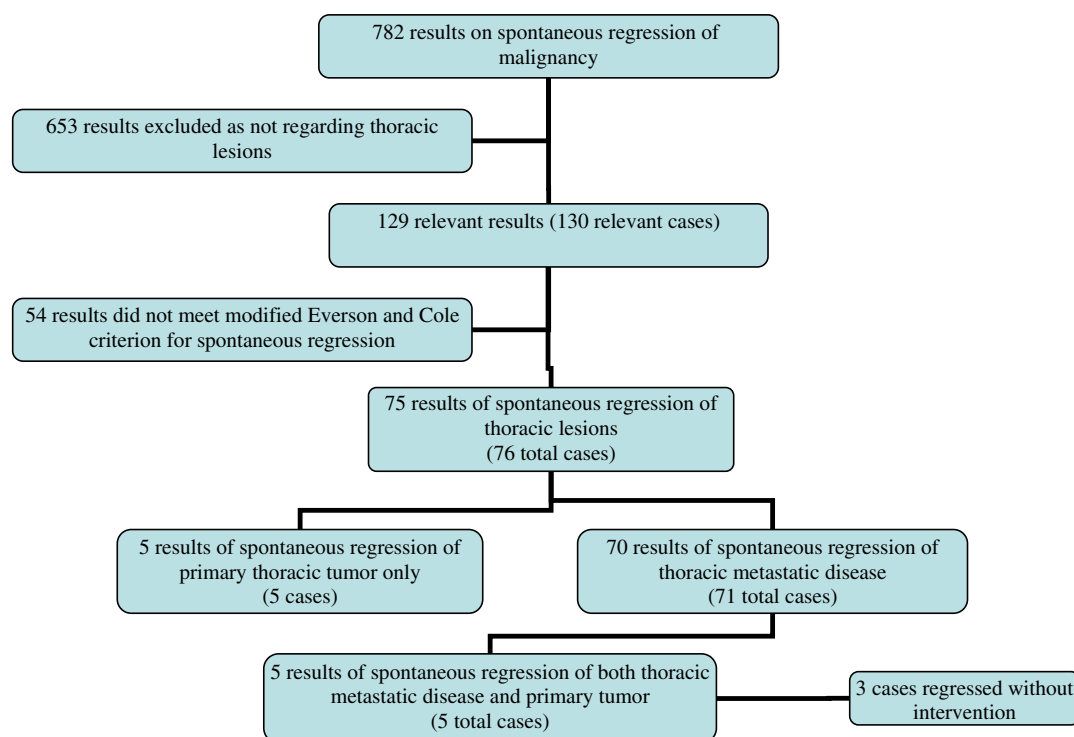 782 results on spontaneous regression of
malignancy
653 results excluded as not regarding thoracic
lesions
129 relevant results (130 relevant cases)
54 results did not meet modified Everson and Cole
criterion for spontaneous regression
75 results of spontaneous regression of
thoracic lesions
(76 total cases)
5 results of spontaneous regression of
primary thoracic tumor only
(5 cases)
70 results of spontaneous regression of
thoracic metastatic disease
(71 total cases)
5 results of spontaneous regression of both thoracic
metastatic disease and primary tumor
(5 total cases)
3 cases regressed without
intervention